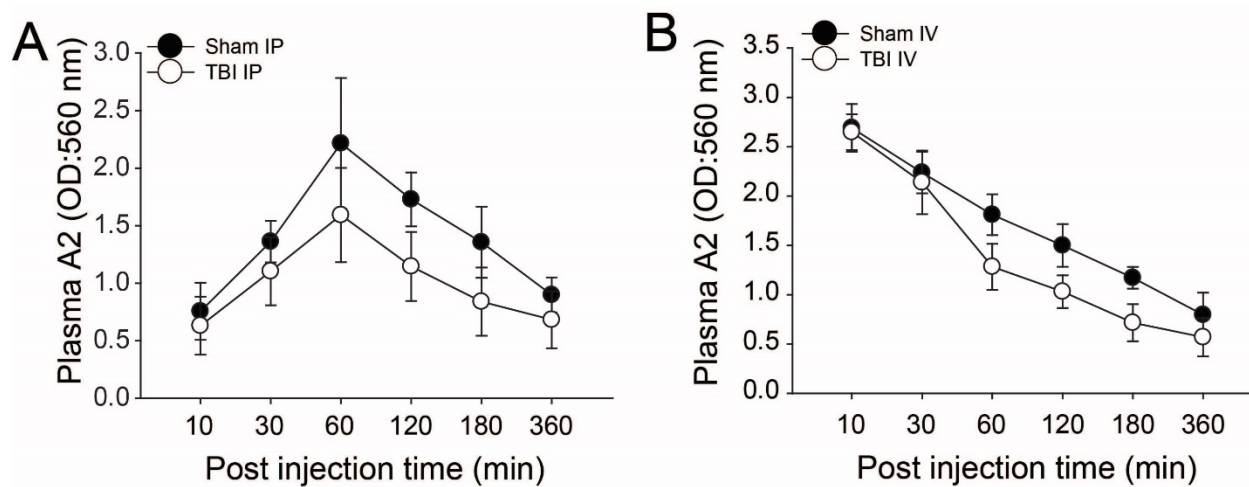 A
Sham IP
TBI IP
Plasma A2 (OD:560 nm)
3.0
2.5
2.0
1.5
1.0
0.5
0.0
10 30 60 120 180 360
Post injection time (min)
B
Sham IV
TBI IV
Plasma A2 (OD:560 nm)
3.5
3.0
2.5
2.0
1.5
1.0
0.5
0.0
10 30 60 120 180 360
Post injection time (min)